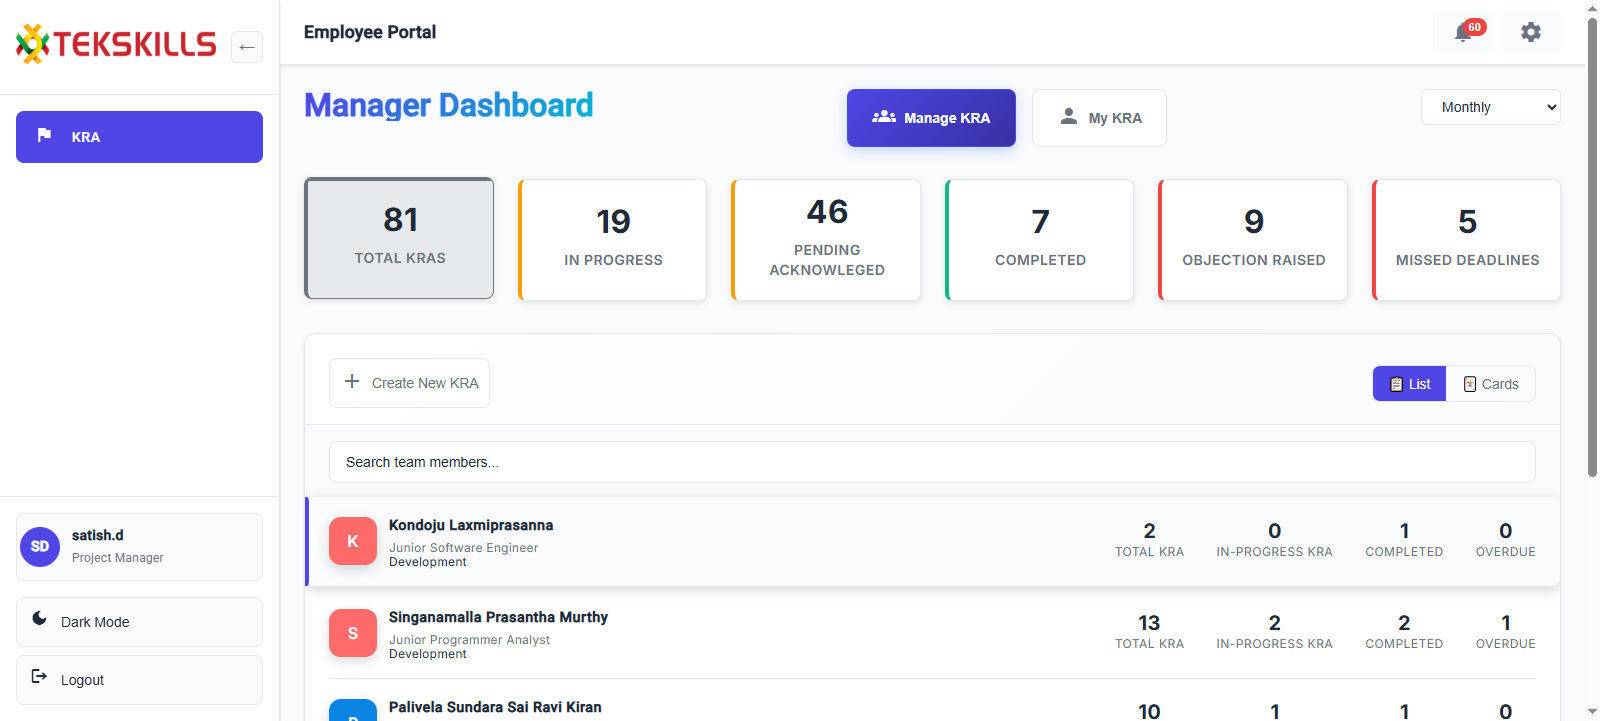 TEKSKILLS
←
Employee Portal
60
KRA
Manager Dashboard
Manage KRA
My KRA
Monthly
81
TOTAL KRAS
19
IN PROGRESS
46
PENDING
ACKNOWLEGED
7
COMPLETED
9
OBJECTION RAISED
5
MISSED DEADLINES
Create New KRA
List
Cards
Search team members...
K
Kondoju Laxmiprasanna
Junior Software Engineer
Development
2
TOTAL KRA
0
IN-PROGRESS KRA
1
COMPLETED
0
OVERDUE
S
Singanamalla Prasantha Murthy
Junior Programmer Analyst
Development
13
TOTAL KRA
2
IN-PROGRESS KRA
2
COMPLETED
1
OVERDUE
P
Palivela Sundara Sai Ravi Kiran
10
1
1
0
SD
satish.d
Project Manager
Dark Mode
Logout